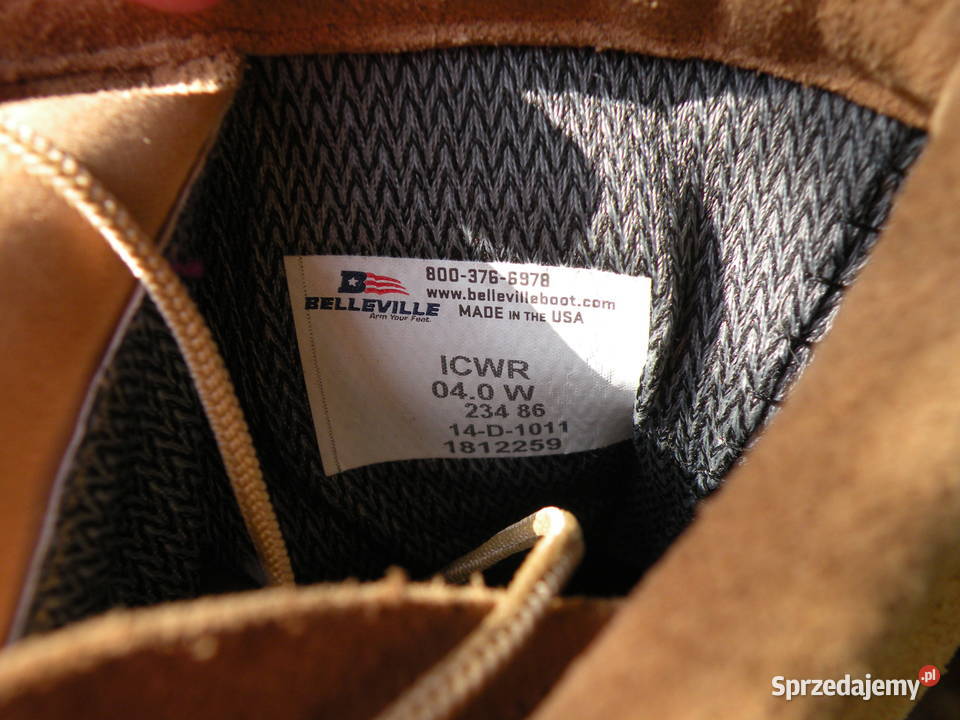 800-376-6978
BELLEVILLE www.bellevilleboot.com
Arm Your Feet. MADE IN THE USA
ICWR
04.0 W
234 86
14-D-1011
1812259
Sprzedajemy.pl